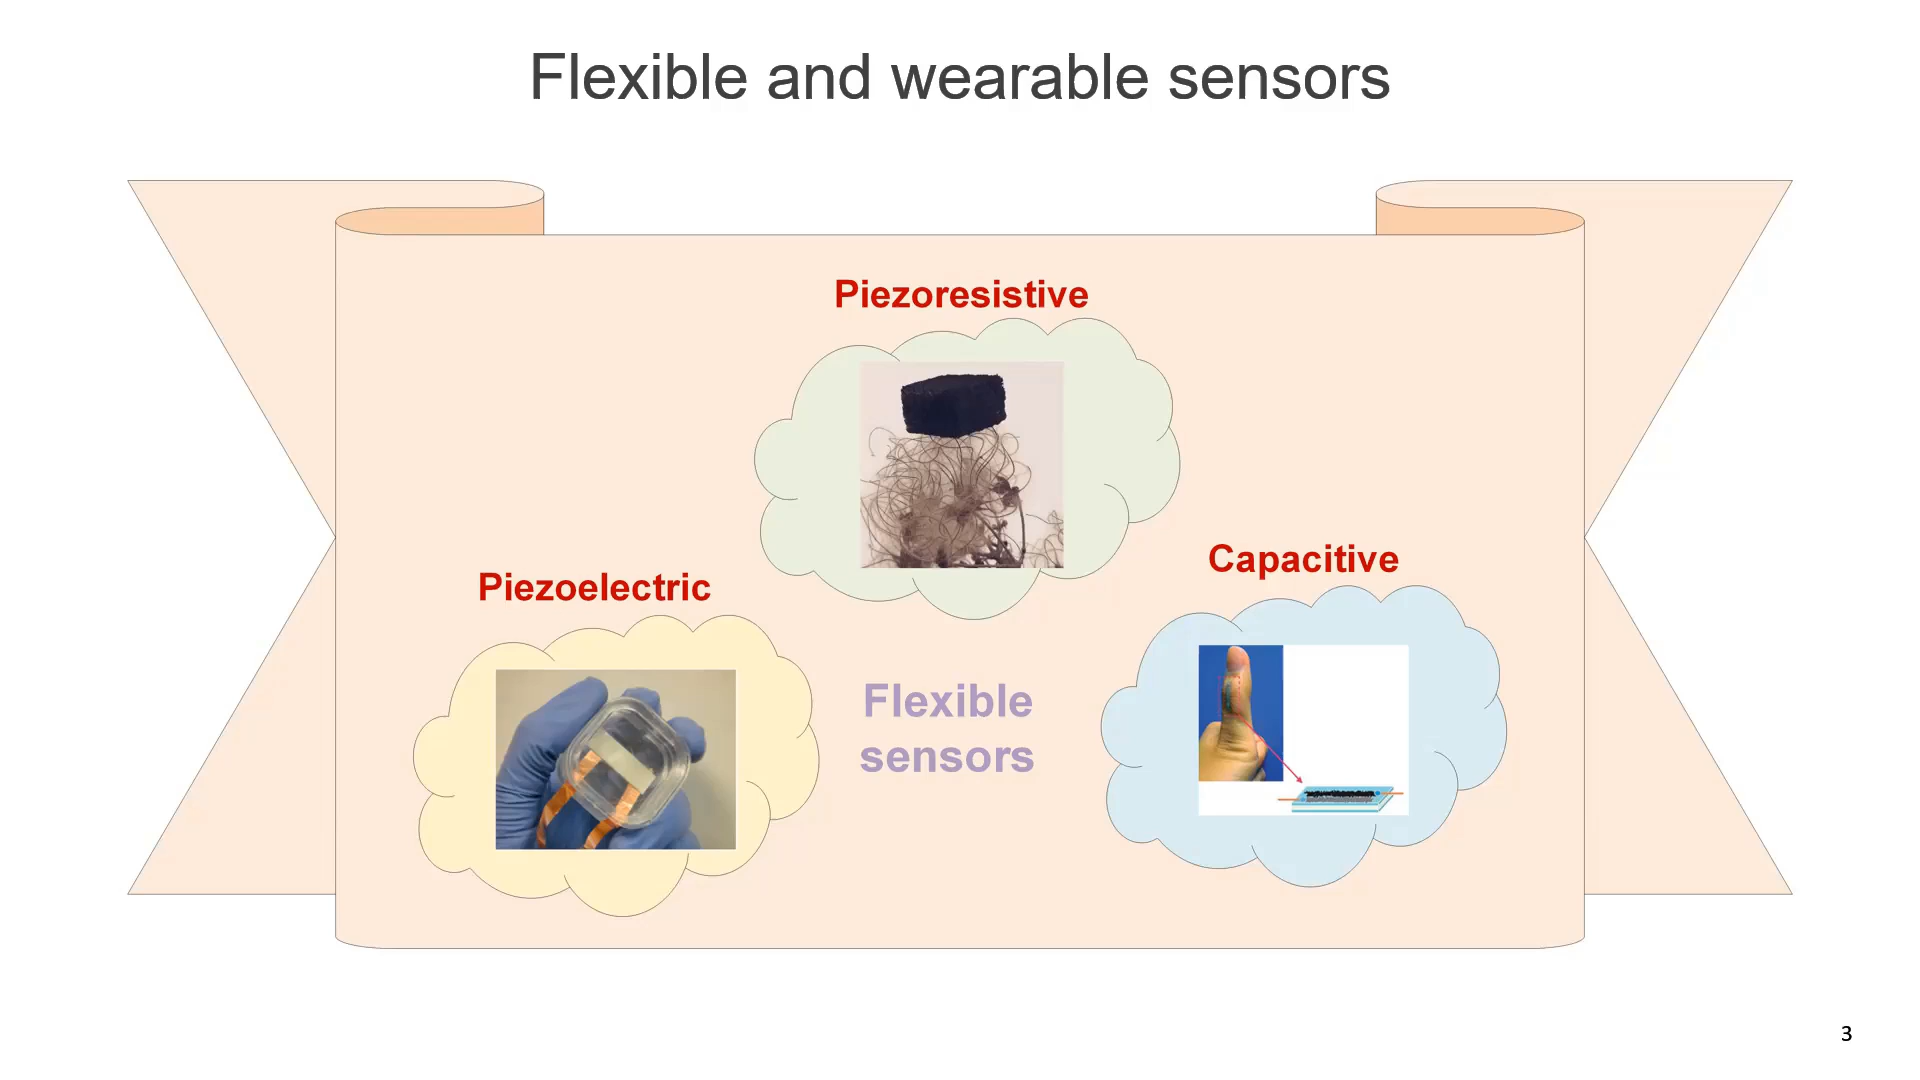 Flexible and wearable sensors
Piezoresistive
Capacitive
Piezoelectric
Flexible
sensors
3